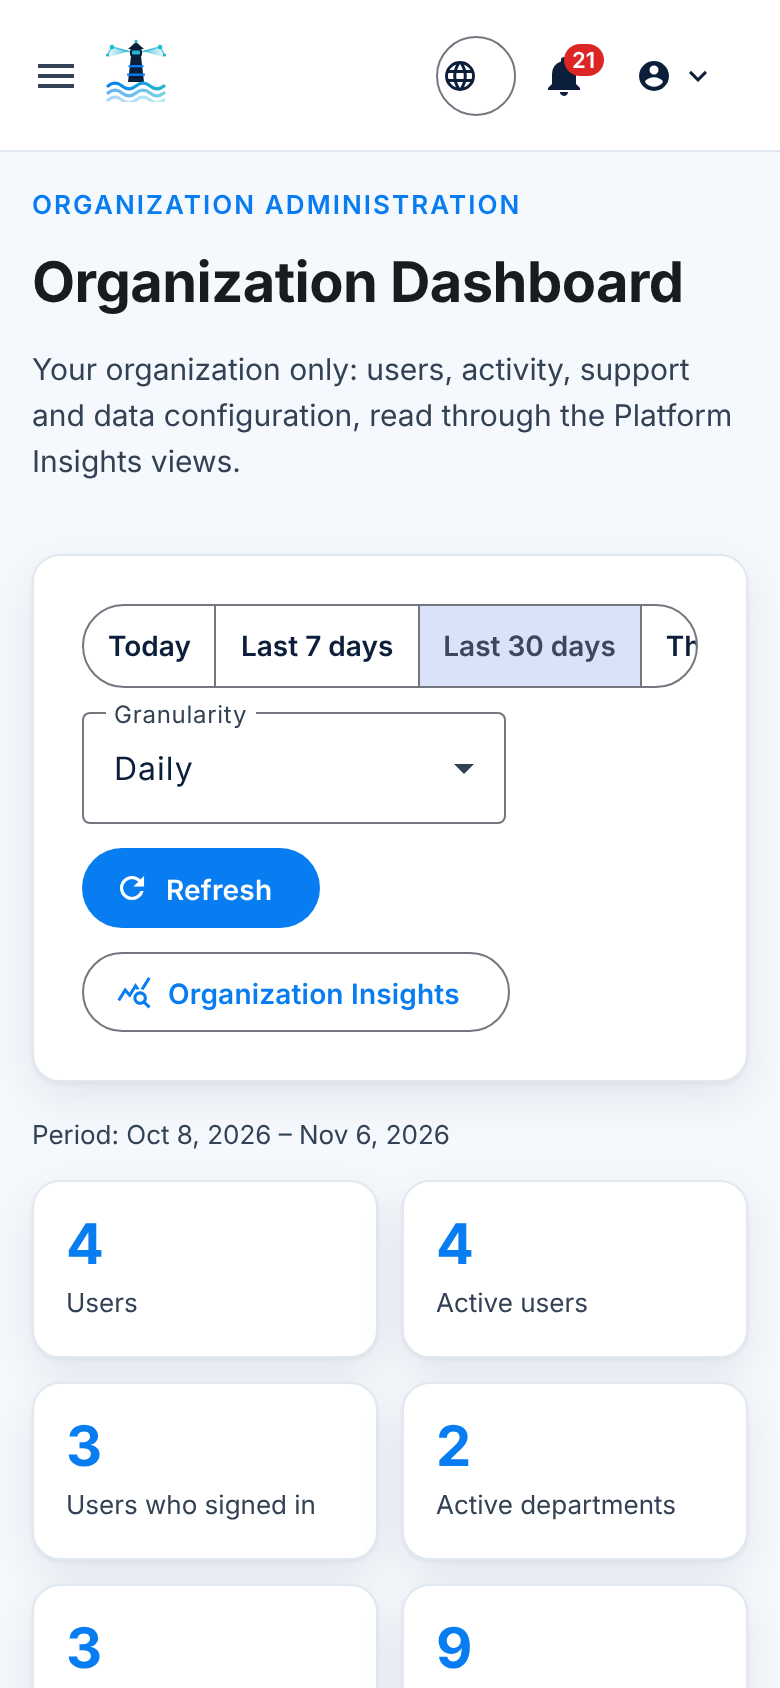 21
ORGANIZATION ADMINISTRATION
Organization Dashboard
Your organization only: users, activity, support
and data configuration, read through the Platform
Insights views.
Today Last 7 days Last 30 days
Granularity
Daily
Refresh
Organization Insights
Period: Oct 8, 2026 – Nov 6, 2026
4 4
Users Active users
3 2
Users who signed in Active departments
3 9